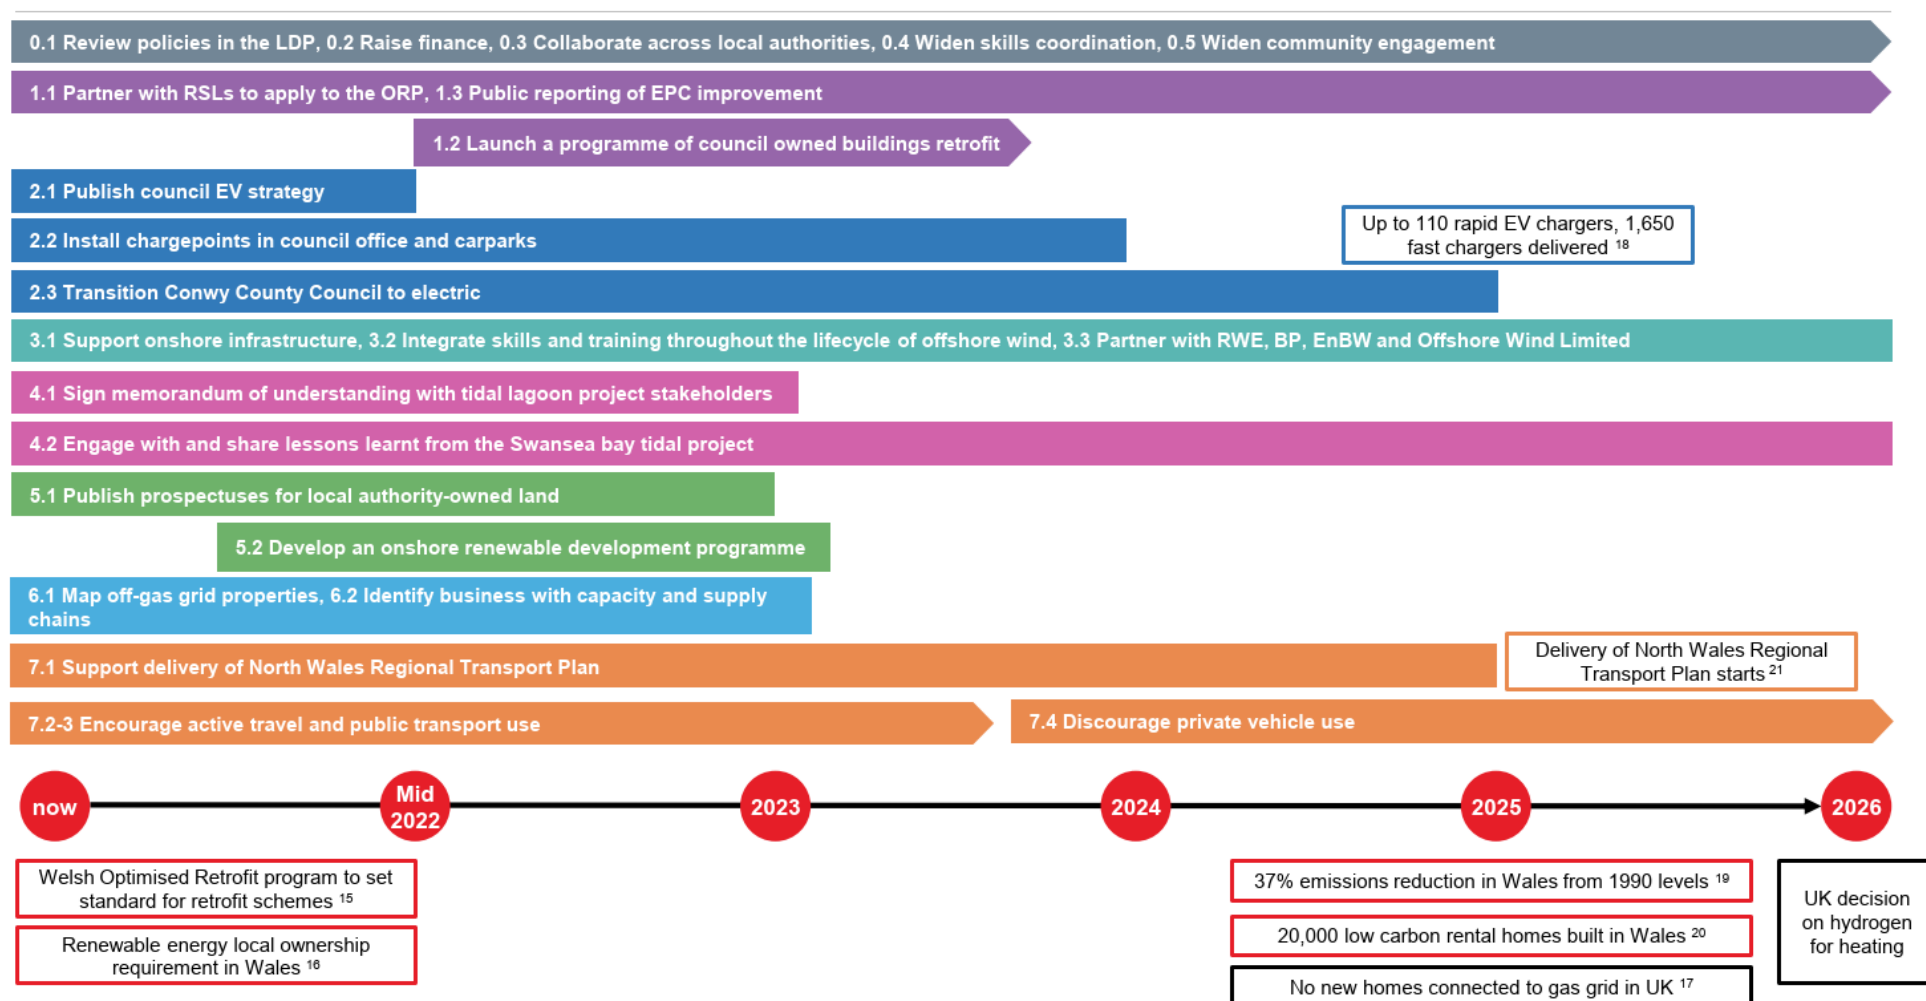 0.1 Review policies in the LDP, 0.2 Raise finance, 0.3 Collaborate across local authorities, 0.4 Widen skills coordination, 0.5 Widen community engagement
1.1 Partner with RSLs to apply to the ORP, 1.3 Public reporting of EPC improvement
1.2 Launch a programme of council owned buildings retrofit
2.1 Publish council EV strategy
2.2 Install chargepoints in council office and carparks
Up to 110 rapid EV chargers, 1,650
fast chargers delivered 18
2.3 Transition Conwy County Council to electric
3.1 Support onshore infrastructure, 3.2 Integrate skills and training throughout the lifecycle of offshore wind, 3.3 Partner with RWE, BP, EnBW and Offshore Wind Limited
4.1 Sign memorandum of understanding with tidal lagoon project stakeholders
4.2 Engage with and share lessons learnt from the Swansea bay tidal project
5.1 Publish prospectuses for local authority-owned land
5.2 Develop an onshore renewable development programme
6.1 Map off-gas grid properties, 6.2 Identify business with capacity and supply
chains
7.1 Support delivery of North Wales Regional Transport Plan
Delivery of North Wales Regional
Transport Plan starts 21
7.2-3 Encourage active travel and public transport use
7.4 Discourage private vehicle use
now
Mid
2022
2023
2024
2025
2026
Welsh Optimised Retrofit program to set
standard for retrofit schemes 15
Renewable energy local ownership
requirement in Wales 16
37% emissions reduction in Wales from 1990 levels 19
20,000 low carbon rental homes built in Wales 20
No new homes connected to gas grid in UK 17
UK decision
on hydrogen
for heating